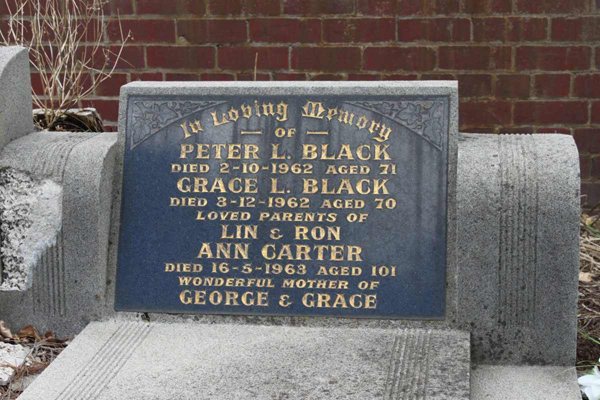 In Loving Memory
— OF —
PETER L. BLACK
DIED 2-10-1962 AGED 71
GRACE L. BLACK
DIED 3-12-1962 AGED 70
LOVED PARENTS OF
LIN & RON
ANN CARTER
DIED 16-5-1963 AGED 101
WONDERFUL MOTHER OF
GEORGE & GRACE